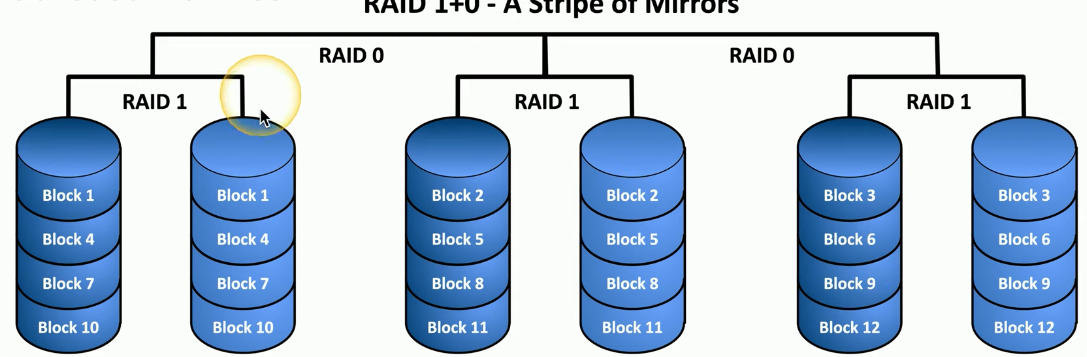 RAID 1+0 - A Stripe of Mirrors
RAID 0 RAID 0
RAID 1 RAID 1 RAID 1
Block 1 Block 1 Block 2 Block 2 Block 3 Block 3
Block 4 Block 4 Block 5 Block 5 Block 6 Block 6
Block 7 Block 7 Block 8 Block 8 Block 9 Block 9
Block 10 Block 10 Block 11 Block 11 Block 12 Block 12